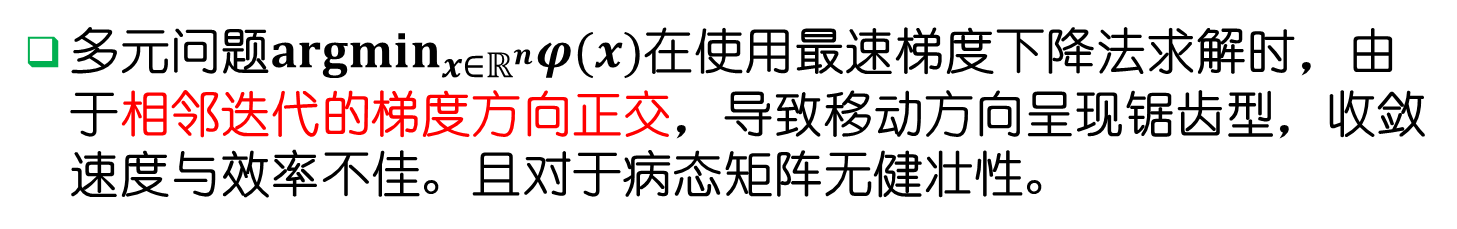 ❑ 多元问题argminₓ∈ℝⁿφ(x)在使用最速梯度下降法求解时，由
于相邻迭代的梯度方向正交，导致移动方向呈现锯齿型，收敛
速度与效率不佳。且对于病态矩阵无健壮性。